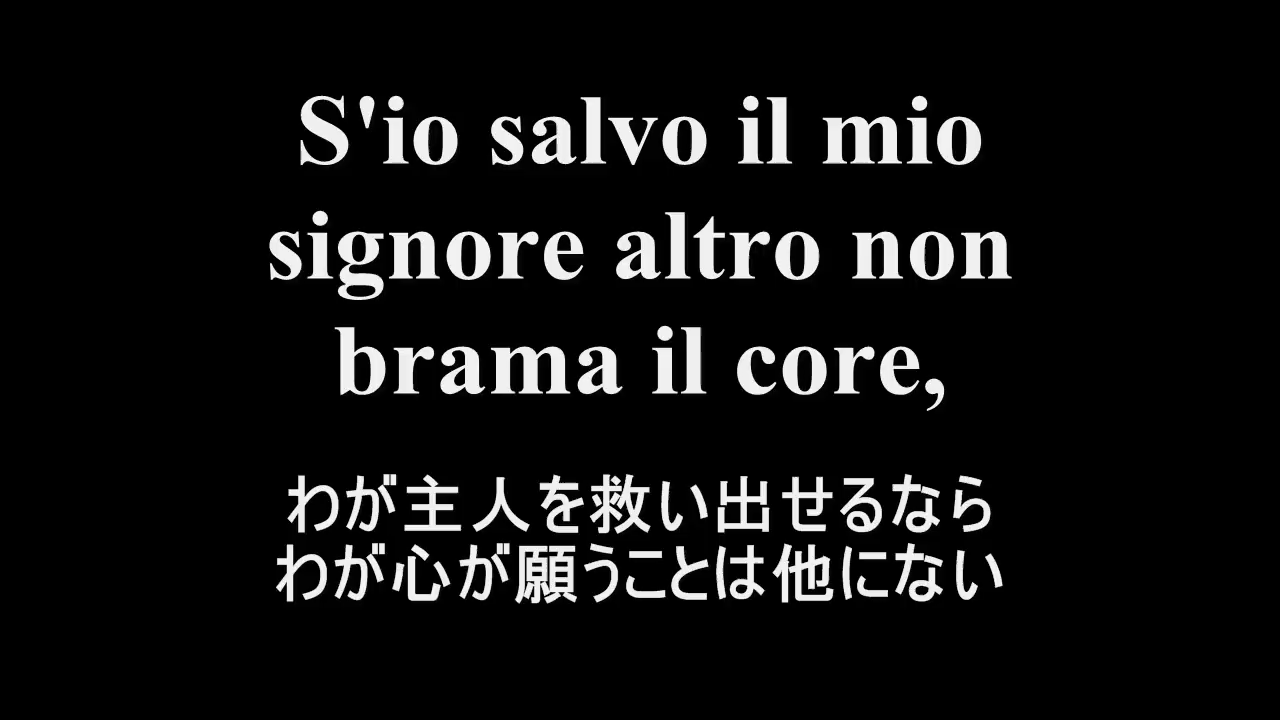 S'io salvo il mio
signore altro non
brama il core,
わが主人を救い出せるなら
わが心が願うことは他にない